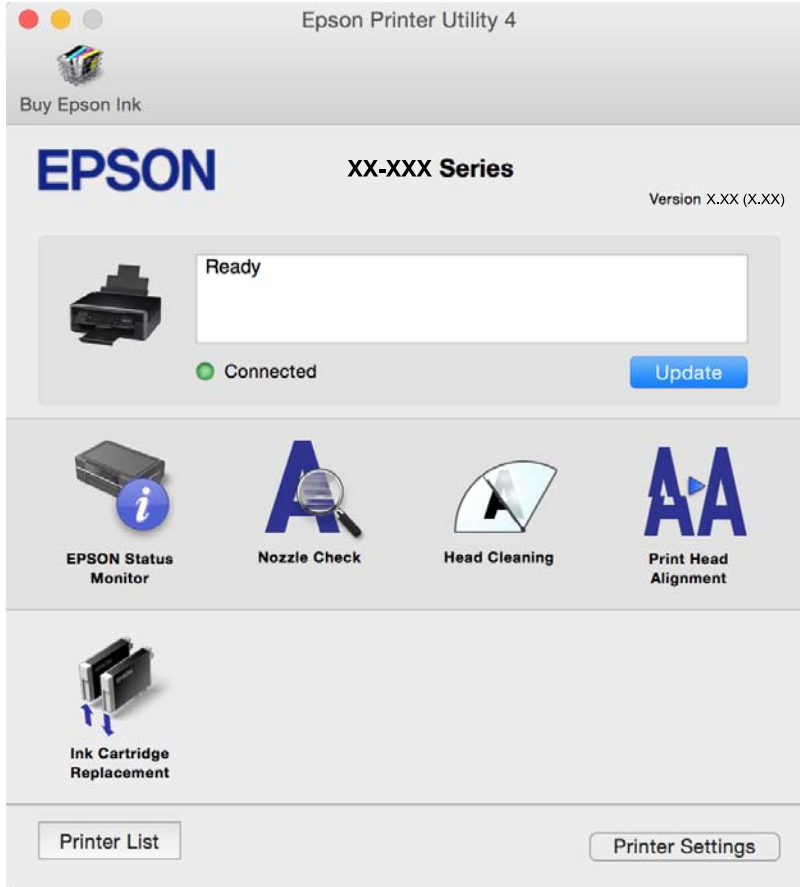 Epson Printer Utility 4
Buy Epson Ink
EPSON
XX-XXX Series
Version X.XX (X.XX)
Ready
Connected
Update
EPSON Status
Monitor
Nozzle Check
Head Cleaning
Print Head
Alignment
Ink Cartridge
Replacement
Printer List
Printer Settings